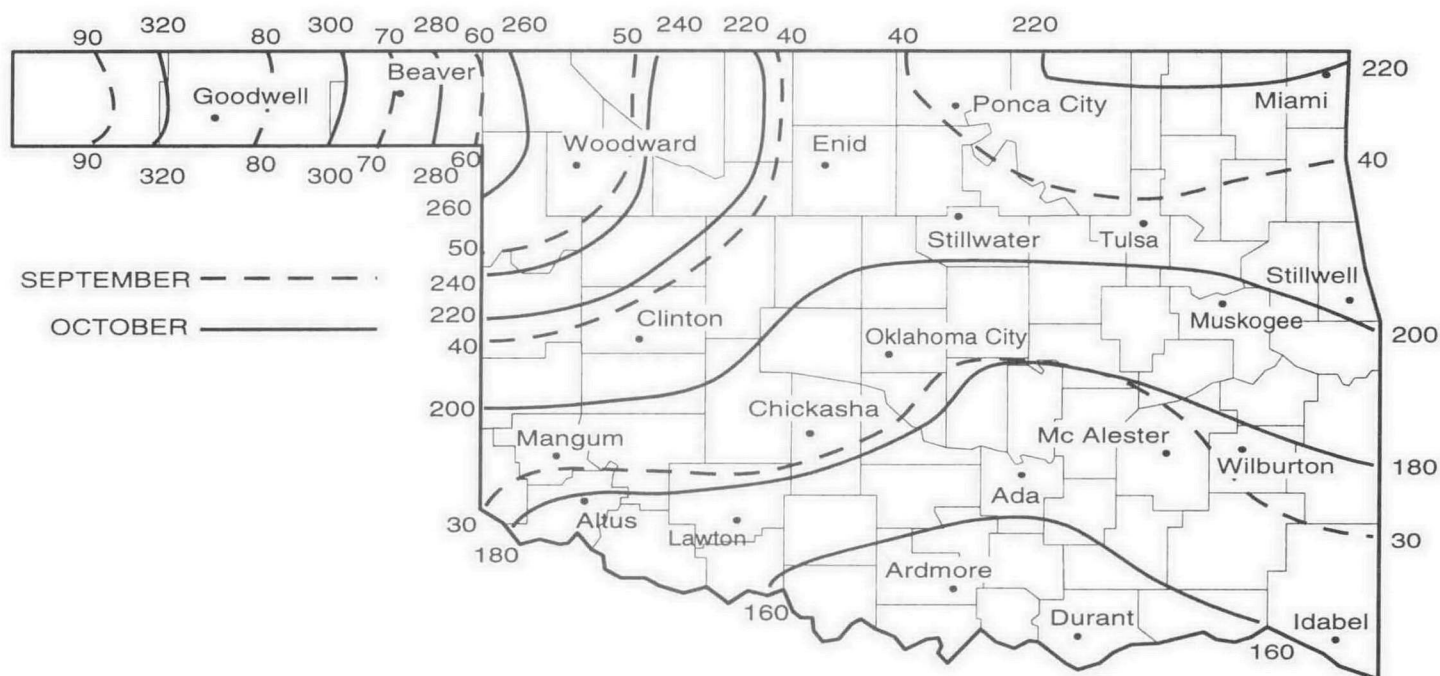 90 320 80 300 70 280 60 260 50 240 220 40 40 220
Beaver
Goodwell
Ponca City
Miami
220
90 320 80 300 70 280 60
Woodward
Enid
40
260
50
Stillwater
Tulsa
SEPTEMBER
240
Stillwell
220
OCTOBER
Clinton
Muskogee
40
Oklahoma City
200
200
Chickasha
Mangum
Mc Alester
Wilburton
180
30
Altus
Ada
Lawton
30
180
Ardmore
160
Durant
Idabel
160